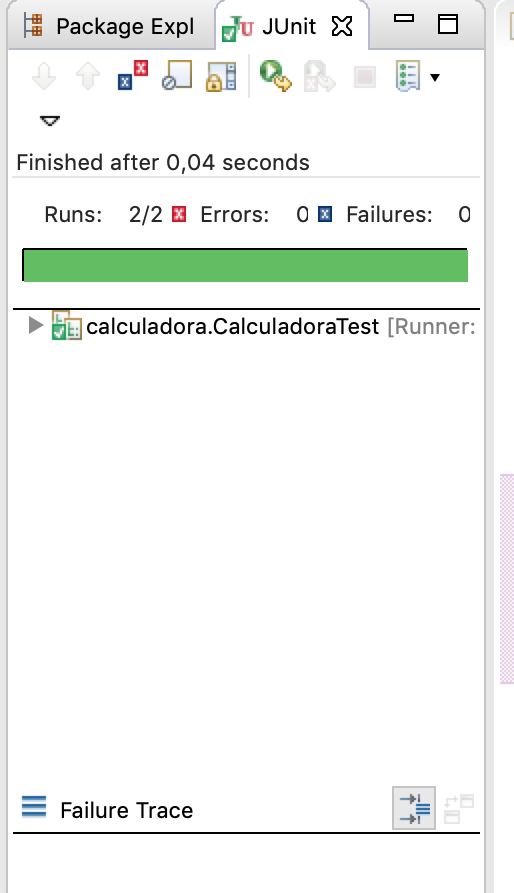 Package Expl JUnit
Finished after 0,04 seconds
Runs: 2/2 Errors: 0 Failures: 0
calculadora.CalculadoraTest [Runner:
Failure Trace